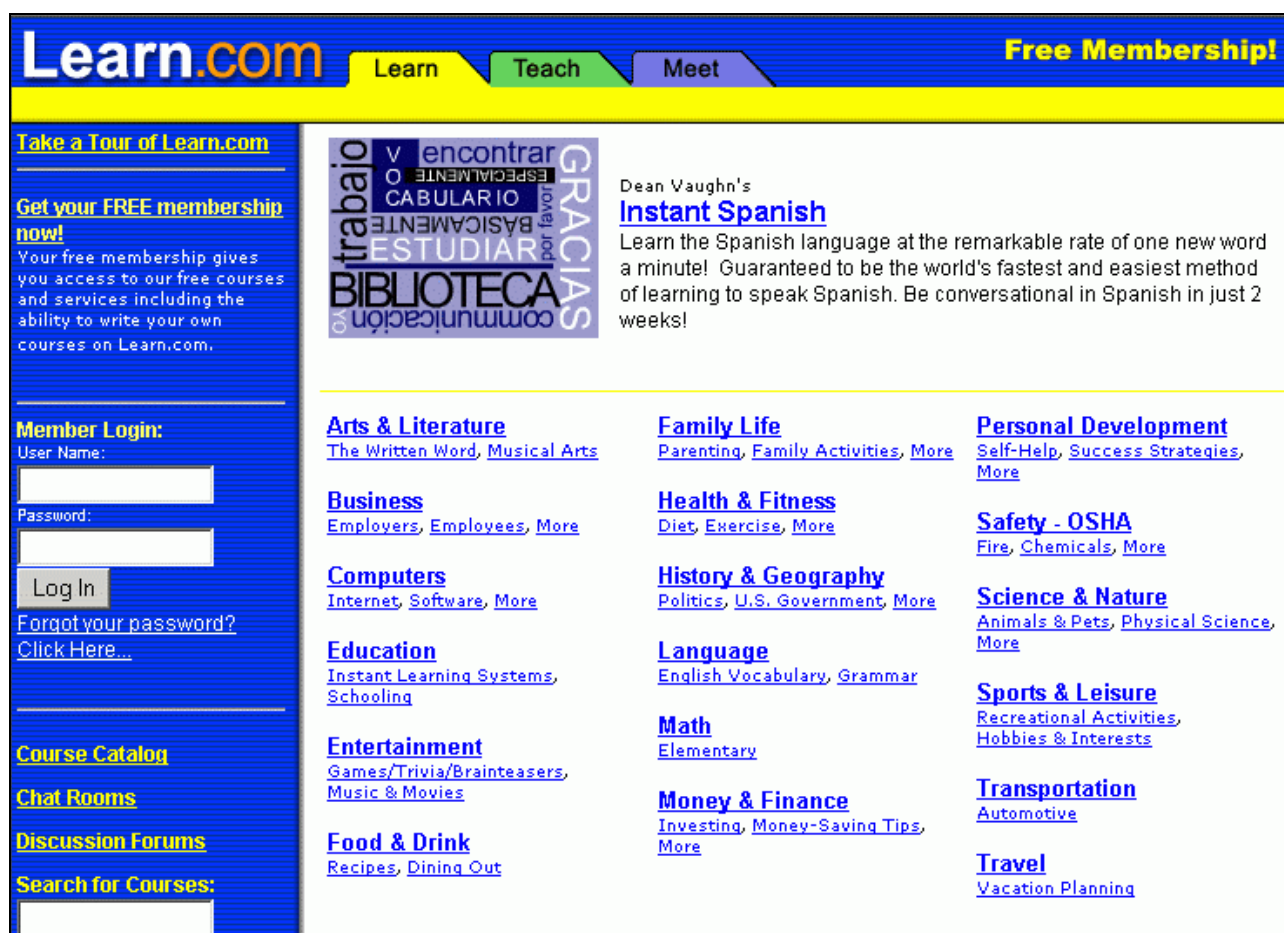 Learn.com
Learn
Teach
Meet
Free Membership!
Take a Tour of Learn.com
Get your FREE membership
now!
Your free membership gives
you access to our free courses
and services including the
ability to write your own
courses on Learn.com.
Member Login:
User Name:
Password:
Log In
Forgot your password?
Click Here...
Course Catalog
Chat Rooms
Discussion Forums
Search for Courses:
trabajo
VOCABULARIO
encontrar
ESPECIALMENTE
GRACIAS
BASICAMENTE
por favor
ESTUDIAR
BIBLIOTECA
communicación
YO
Dean Vaughn's
Instant Spanish
Learn the Spanish language at the remarkable rate of one new word
a minute! Guaranteed to be the world's fastest and easiest method
of learning to speak Spanish. Be conversational in Spanish in just 2
weeks!
Arts & Literature
The Written Word, Musical Arts
Business
Employers, Employees, More
Computers
Internet, Software, More
Education
Instant Learning Systems,
Schooling
Entertainment
Games/Trivia/Brainteasers,
Music & Movies
Food & Drink
Recipes, Dining Out
Family Life
Parenting, Family Activities, More
Health & Fitness
Diet, Exercise, More
History & Geography
Politics, U.S. Government, More
Language
English Vocabulary, Grammar
Math
Elementary
Money & Finance
Investing, Money-Saving Tips,
More
Personal Development
Self-Help, Success Strategies,
More
Safety - OSHA
Fire, Chemicals, More
Science & Nature
Animals & Pets, Physical Science,
More
Sports & Leisure
Recreational Activities,
Hobbies & Interests
Transportation
Automotive
Travel
Vacation Planning